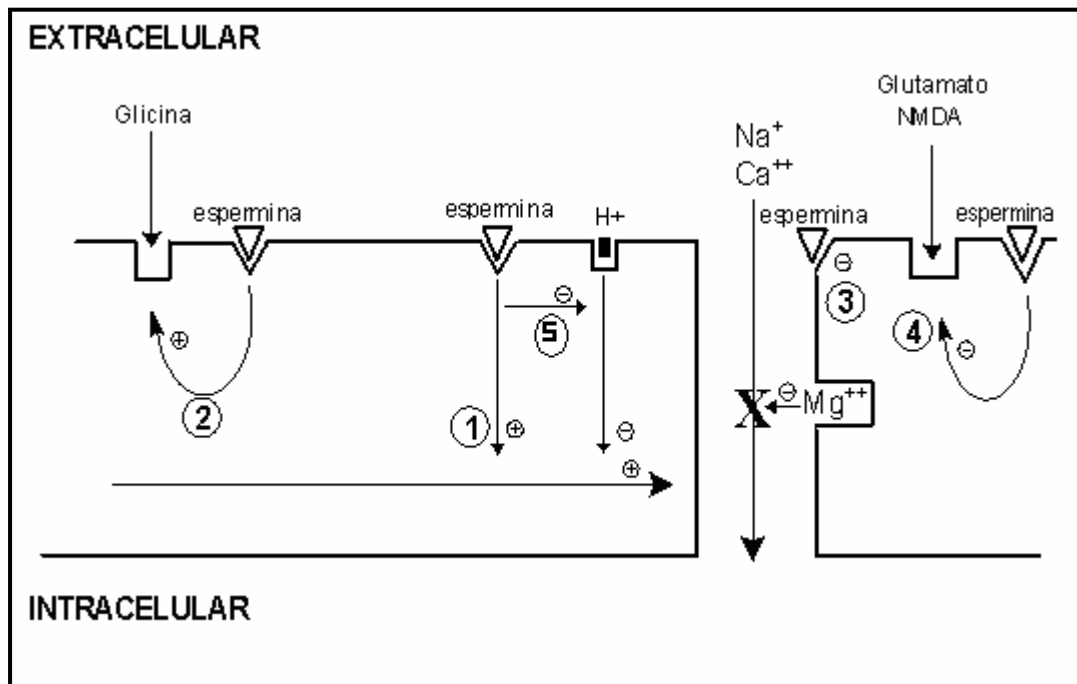 EXTRACELULAR
Glicina
espermina
espermina
H+
Na+
Ca++
Glutamato
NMDA
espermina
espermina
⊕
2
1
⊕
⊖
5
⊖
⊕
⊖
3
4
⊖
⊖
Mg++
X
INTRACELULAR